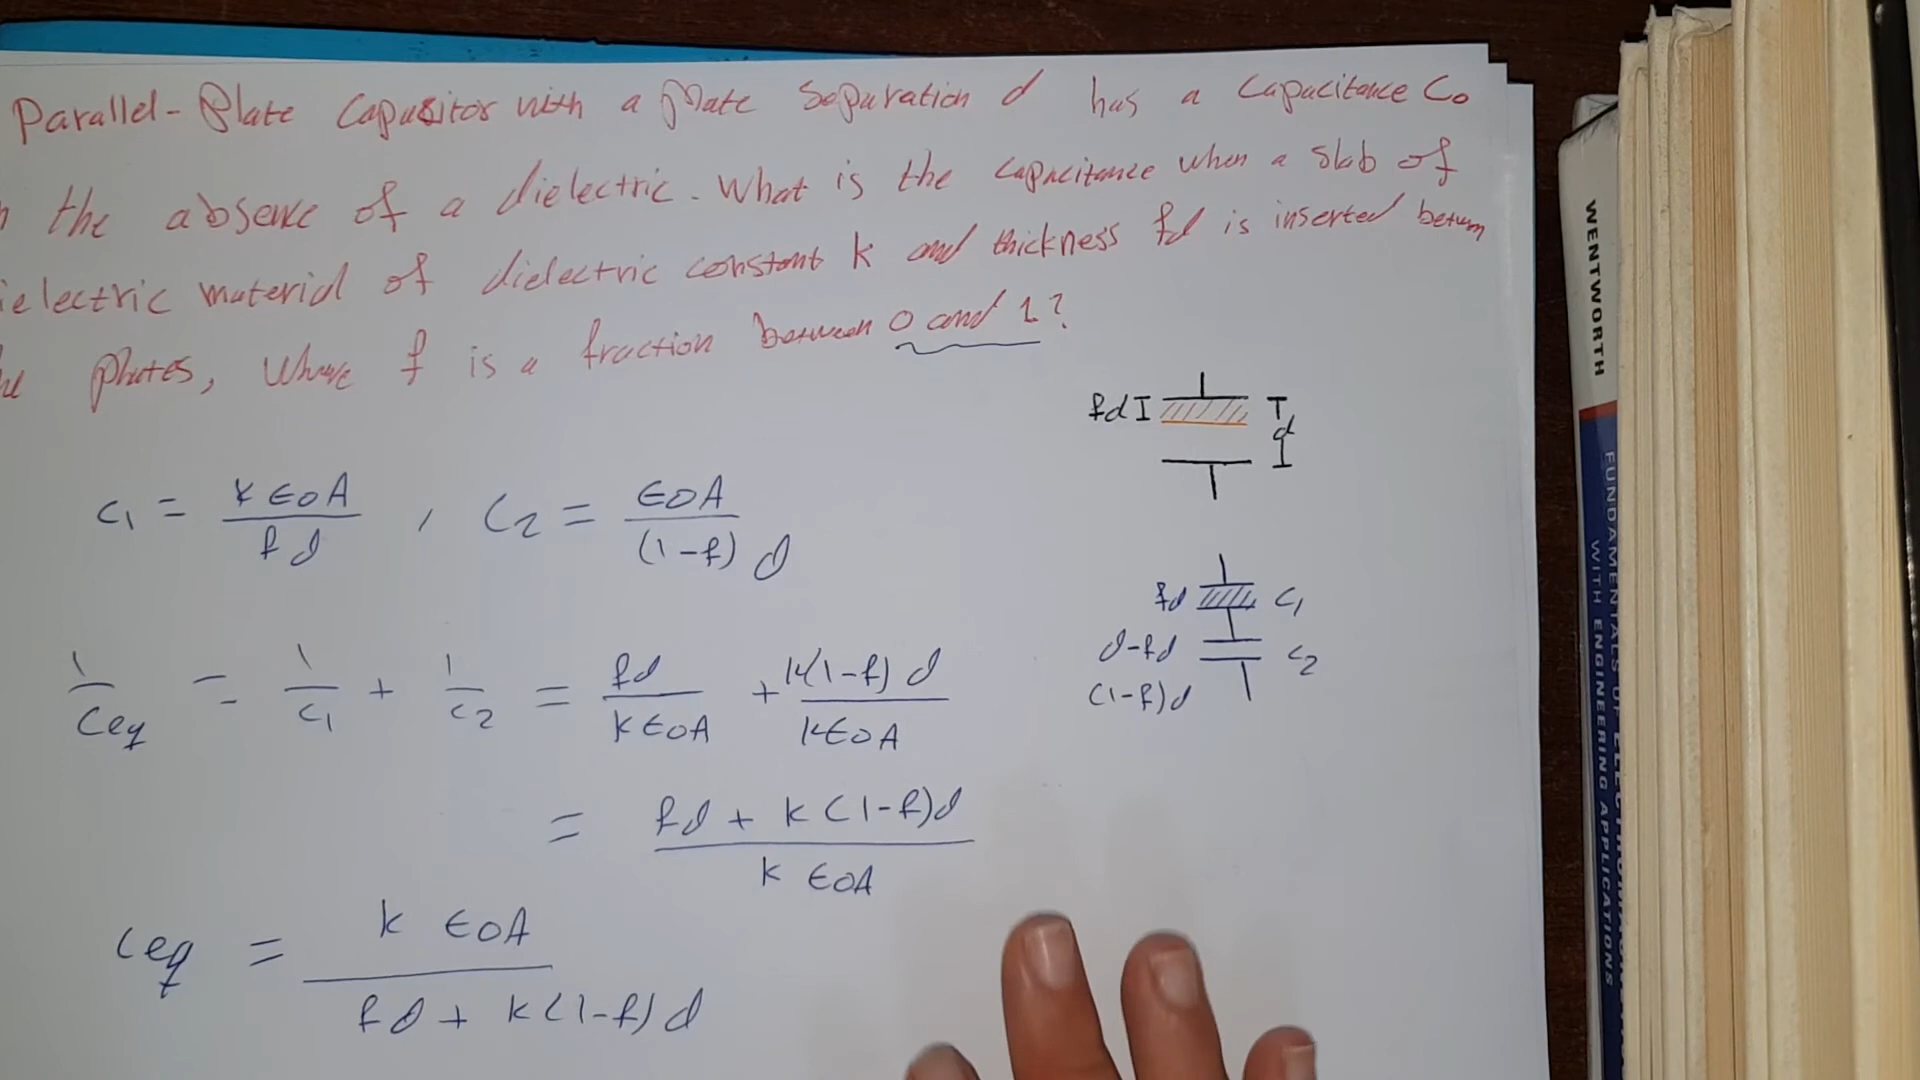 Parallel-Plate Capasitor with a plate Separation d has a Capacitance C₀
the absence of a dielectric. What is the capacitance when a slab of
ielectric material of dielectric constant k and thickness fd is inserted between
plates, where f is a fraction between 0 and 1?
fd I T d I
C₁ = kϵ₀A / fd , C₂ = ϵ₀A / (1-f)d
fd C₁
d-fd C₂
(1-f)d
1/Ceq = 1/C₁ + 1/C₂ = fd / kϵ₀A + k(1-f)d / kϵ₀A
= fd + k(1-f)d / k ϵ₀A
Ceq = k ϵ₀A / fd + k(1-f)d
WENTWORTH
FUNDAMENTALS OF
WITH ENGINEERING APPLICATIONS